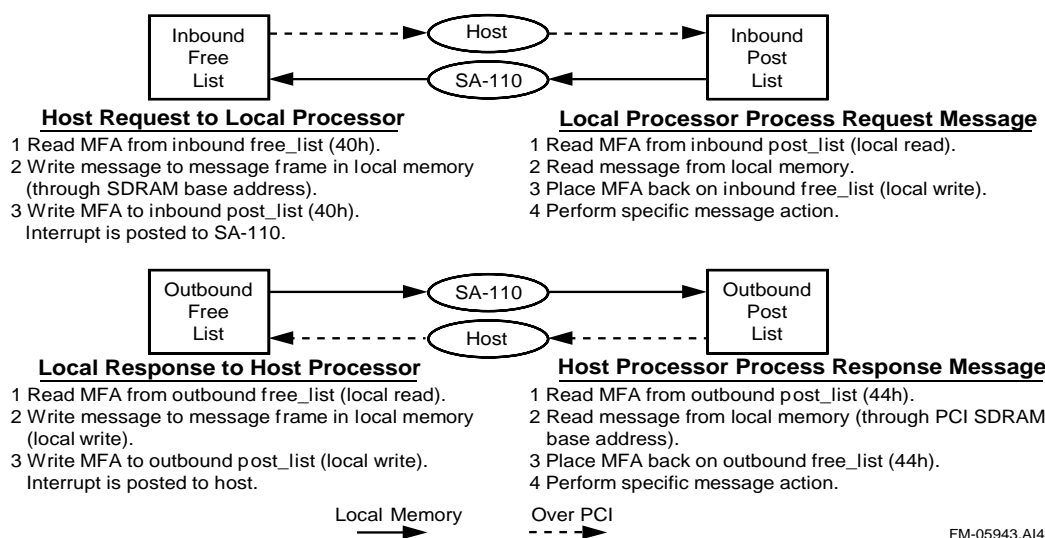 Inbound
Free
List
Host
SA-110
Inbound
Post
List
Host Request to Local Processor
1 Read MFA from inbound free_list (40h).
2 Write message to message frame in local memory
(through SDRAM base address).
3 Write MFA to inbound post_list (40h).
Interrupt is posted to SA-110.
Local Processor Process Request Message
1 Read MFA from inbound post_list (local read).
2 Read message from local memory.
3 Place MFA back on inbound free_list (local write).
4 Perform specific message action.
Outbound
Free
List
SA-110
Host
Outbound
Post
List
Local Response to Host Processor
1 Read MFA from outbound free_list (local read).
2 Write message to message frame in local memory
(local write).
3 Write MFA to outbound post_list (local write).
Interrupt is posted to host.
Host Processor Process Response Message
1 Read MFA from outbound post_list (44h).
2 Read message from local memory (through PCI SDRAM
base address).
3 Place MFA back on outbound free_list (44h).
4 Perform specific message action.
Local Memory
Over PCI
FM-05943.AI4